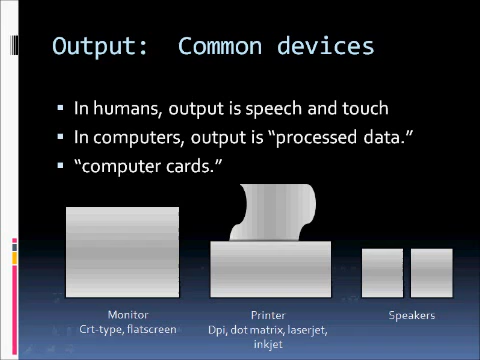 Output:  Common devices
In humans, output is speech and touch
In computers, output is “processed data.”
“computer cards.”
Monitor
Crt-type, flatscreen
Printer
Dpi, dot matrix, laserjet,
inkjet
Speakers